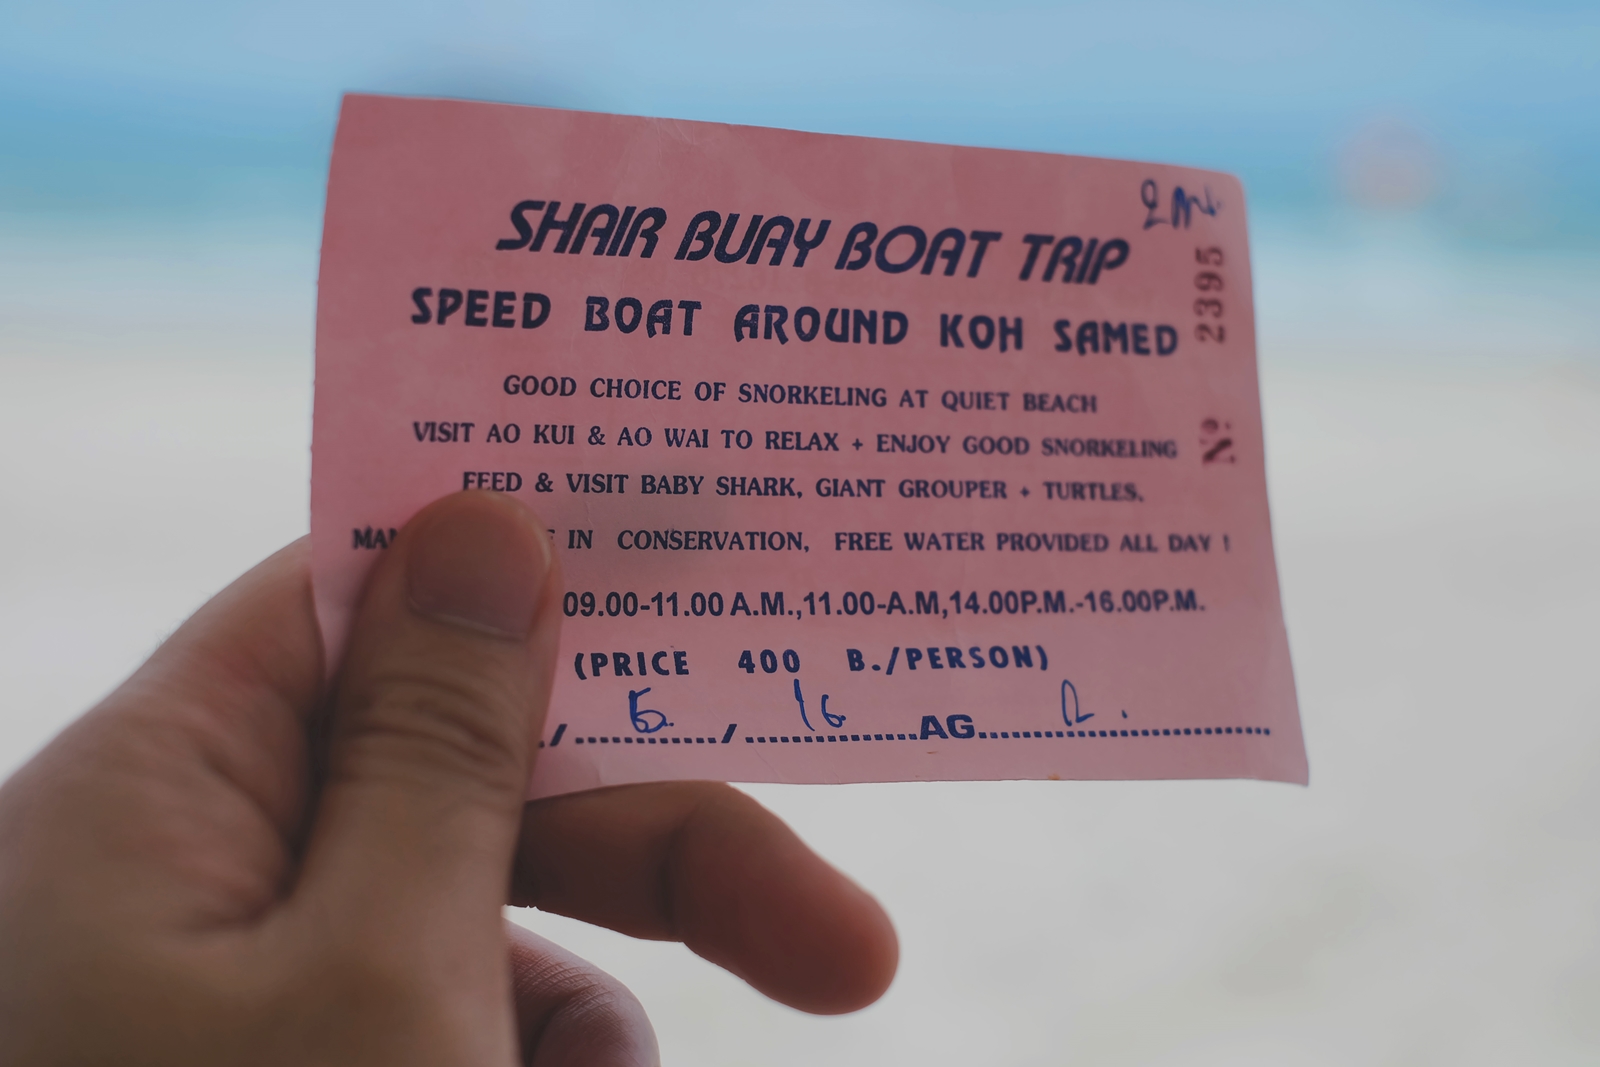 SHAIR BUAY BOAT TRIP
SPEED BOAT AROUND KOH SAMED
GOOD CHOICE OF SNORKELING AT QUIET BEACH
VISIT AO KUI & AO WAI TO RELAX + ENJOY GOOD SNORKELING
FEED & VISIT BABY SHARK, GIANT GROUPER + TURTLES,
IN CONSERVATION, FREE WATER PROVIDED ALL DAY !
09.00-11.00 A.M.,11.00-A.M,14.00P.M.-16.00P.M.
(PRICE 400 B./PERSON)
./............/...............AG..........................
5. 16
Nº 2395